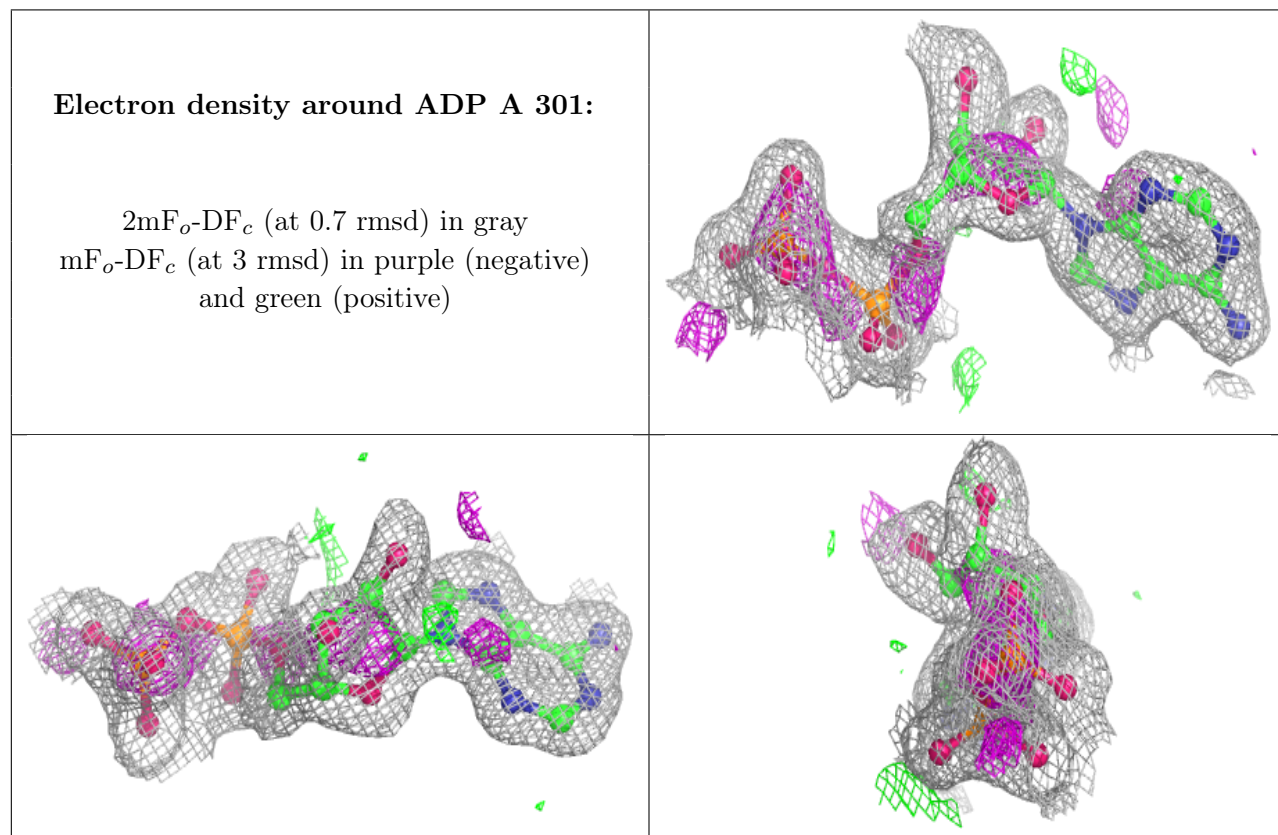 Electron density around ADP A 301:
2mFo-DFc (at 0.7 rmsd) in gray
mFo-DFc (at 3 rmsd) in purple (negative)
and green (positive)